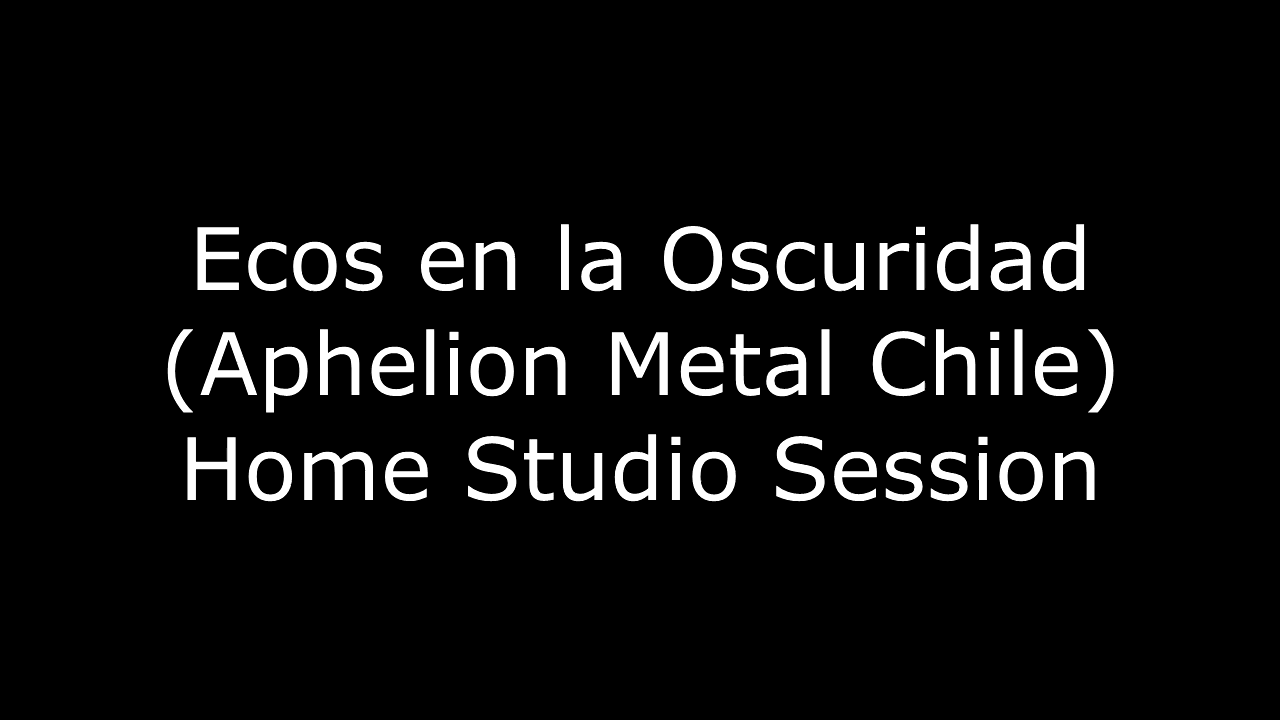 Ecos en la Oscuridad
(Aphelion Metal Chile)
Home Studio Session